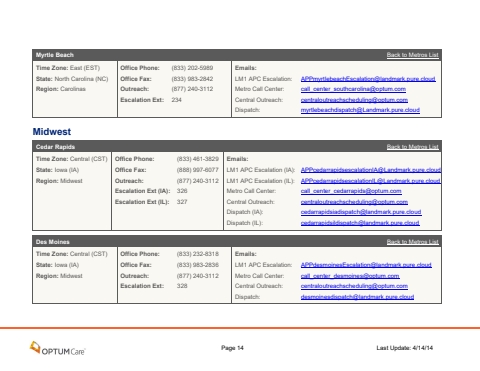 Myrtle Beach Back to Metros List
Time Zone: East (EST) Office Phone: (833) 202-5989 Emails:
State: North Carolina (NC) Office Fax: (833) 983-2842 LM1 APC Escalation: APPmyrtlebeachEscalation@landmark.pure.cloud
Region: Carolinas Outreach: (877) 240-3112 Metro Call Center: call_center_southcarolina@optum.com
Escalation Ext: 234 Central Outreach: centraloutreachscheduling@optum.com
Dispatch: myrtlebeachdispatch@Landmark.pure.cloud
Midwest
Cedar Rapids Back to Metros List
Time Zone: Central (CST) Office Phone: (833) 461-3829 Emails:
State: Iowa (IA) Office Fax: (888) 997-6077 LM1 APC Escalation (IA): APPcedarrapidsescalationIA@Landmark.pure.cloud
Region: Midwest Outreach: (877) 240-3112 LM1 APC Escalation (IL): APPcedarrapidsescalationIL@Landmark.pure.cloud
Escalation Ext (IA): 326 Metro Call Center: call_center_cedarrapids@optum.com
Escalation Ext (IL): 327 Central Outreach: centraloutreachscheduling@optum.com
Dispatch (IA): cedarrapidsiadispatch@landmark.pure.cloud
Dispatch (IL): cedarrapidsildispatch@landmark.pure.cloud
Des Moines Back to Metros List
Time Zone: Central (CST) Office Phone: (833) 232-8318 Emails:
State: Iowa (IA) Office Fax: (833) 983-2836 LM1 APC Escalation: APPdesmoinesEscalation@landmark.pure.cloud
Region: Midwest Outreach: (877) 240-3112 Metro Call Center: call_center_desmoines@optum.com
Escalation Ext: 328 Central Outreach: centraloutreachscheduling@optum.com
Dispatch: desmoinesdispatch@landmark.pure.cloud
OPTUMCare Page 14 Last Update: 4/14/14